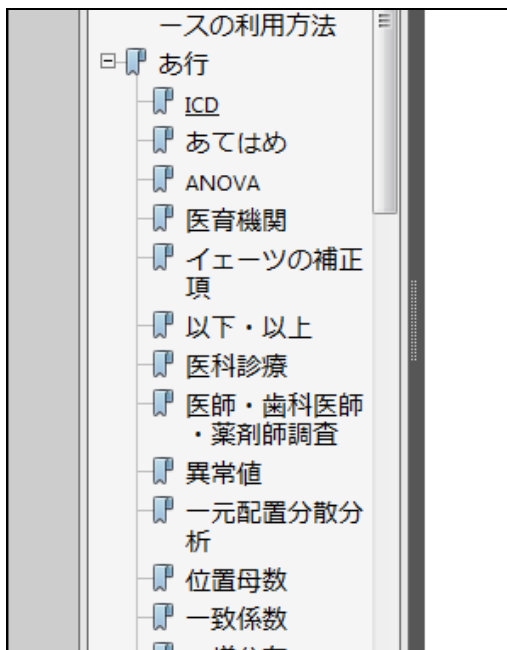 ースの利用方法
あ行
ICD
あてはめ
ANOVA
医育機関
イェーツの補正
項
以下・以上
医科診療
医師・歯科医師
・薬剤師調査
異常値
一元配置分散分
析
位置母数
一致係数